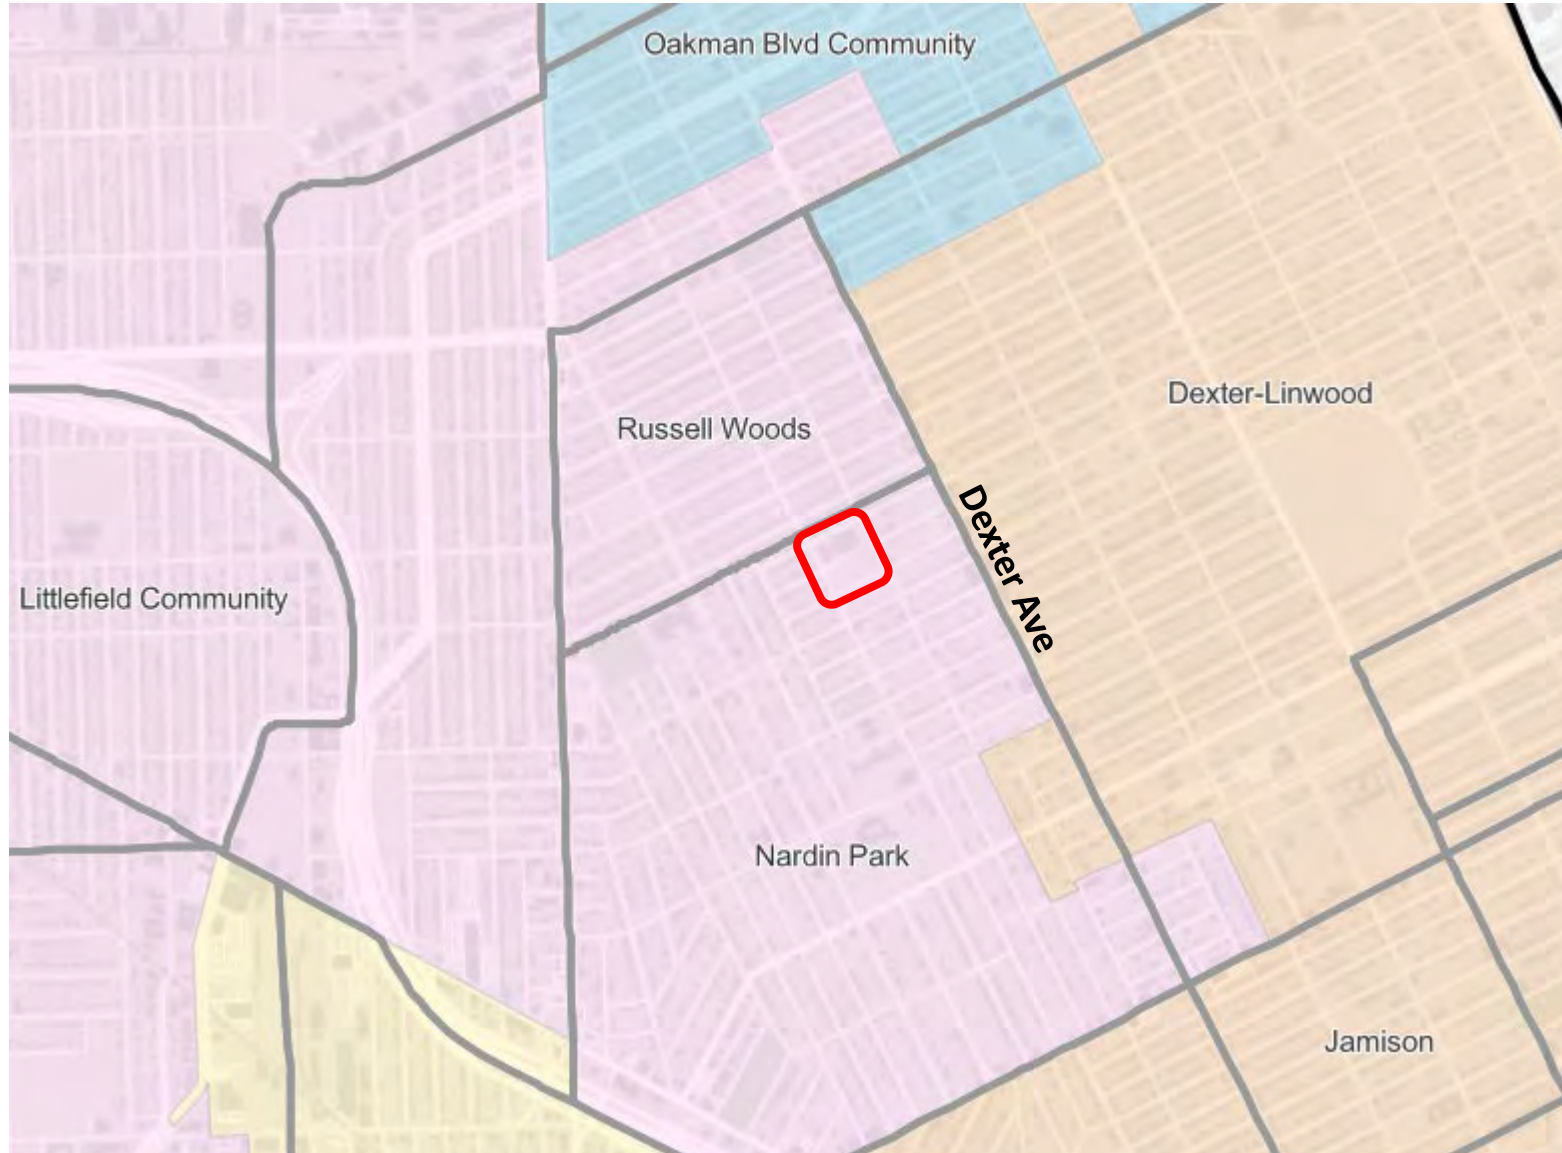 Oakman Blvd Community
Dexter-Linwood
Russell Woods
Dexter Ave
Littlefield Community
Nardin Park
Jamison